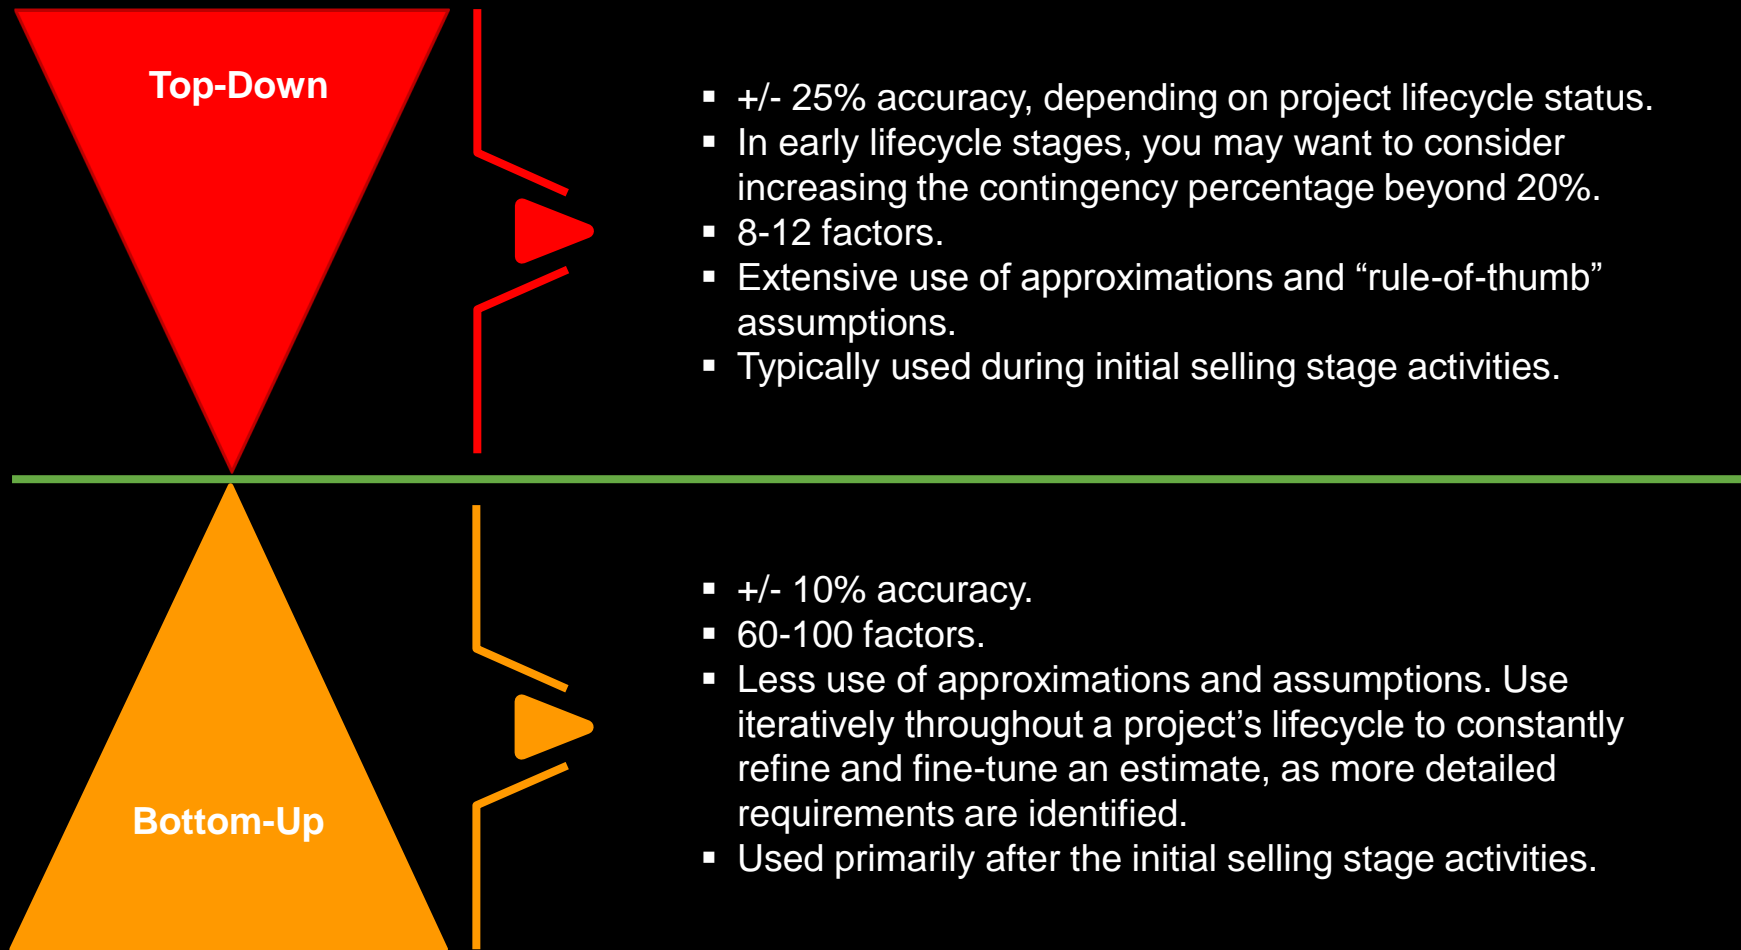 Top-Down
▪ +/- 25% accuracy, depending on project lifecycle status.
▪ In early lifecycle stages, you may want to consider
increasing the contingency percentage beyond 20%.
▪ 8-12 factors.
▪ Extensive use of approximations and “rule-of-thumb”
assumptions.
▪ Typically used during initial selling stage activities.
Bottom-Up
▪ +/- 10% accuracy.
▪ 60-100 factors.
▪ Less use of approximations and assumptions. Use
iteratively throughout a project’s lifecycle to constantly
refine and fine-tune an estimate, as more detailed
requirements are identified.
▪ Used primarily after the initial selling stage activities.